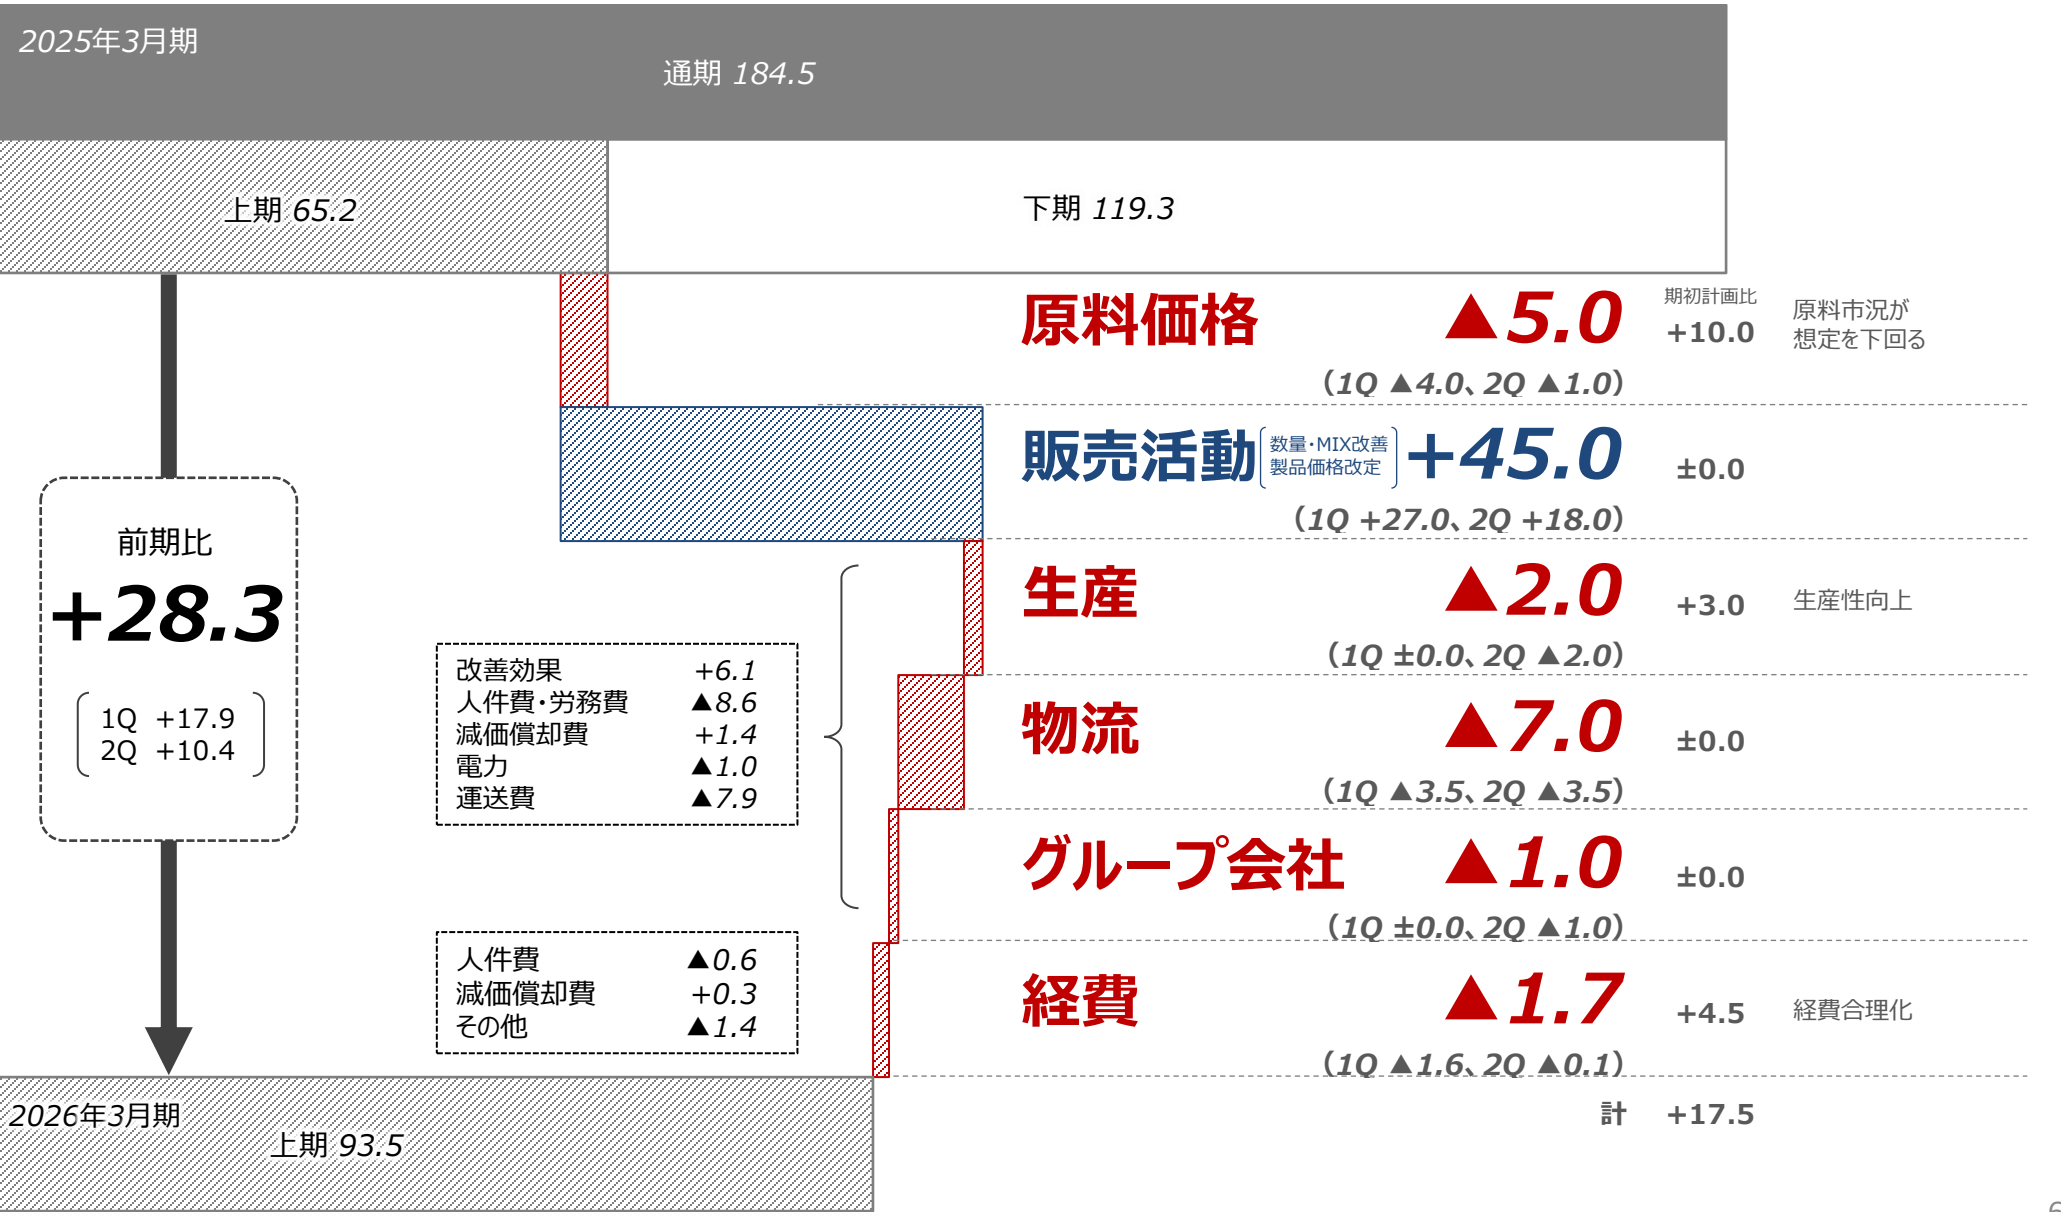 2025年3月期
通期 184.5
上期 65.2
下期 119.3
原料価格 ▲5.0
期初計画比
+10.0
原料市況が
想定を下回る
（1Q ▲4.0、2Q ▲1.0）
販売活動
数量・MIX改善
製品価格改定
+45.0
±0.0
（1Q +27.0、2Q +18.0）
前期比
+28.3
1Q +17.9
2Q +10.4
生産 ▲2.0 +3.0 生産性向上
（1Q ±0.0、2Q ▲2.0）
改善効果 +6.1
人件費・労務費 ▲8.6
減価償却費 +1.4
電力 ▲1.0
運送費 ▲7.9
物流 ▲7.0 ±0.0
（1Q ▲3.5、2Q ▲3.5）
グループ会社 ▲1.0 ±0.0
（1Q ±0.0、2Q ▲1.0）
人件費 ▲0.6
減価償却費 +0.3
その他 ▲1.4
経費 ▲1.7 +4.5 経費合理化
（1Q ▲1.6、2Q ▲0.1）
計 +17.5
2026年3月期
上期 93.5